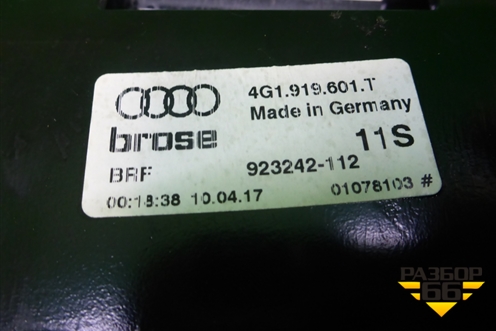 4G1.919.601.T
Made in Germany
brose 11S
BRF 923242-112
00:18:38 10.04.17 01078103 #
РАЗБОР
66